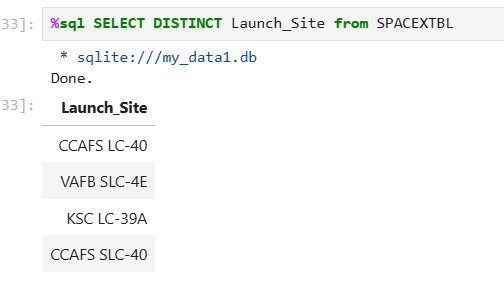 33]: %sql SELECT DISTINCT Launch_Site from SPACEXTBL
* sqlite:///my_data1.db
Done.
33]: Launch_Site
CCAFS LC-40
VAFB SLC-4E
KSC LC-39A
CCAFS SLC-40